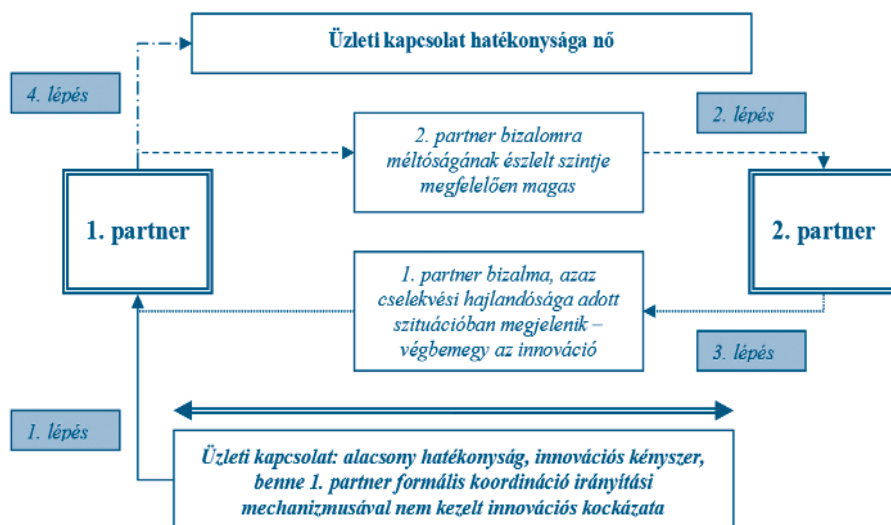 Üzleti kapcsolat hatékonysága nő
4. lépés
2. lépés
2. partner bizalomra
méltóságának észlelt szintje
megfelelően magas
1. partner
2. partner
1. partner bizalma, azaz
cselekvési hajlandósága adott
szituációban megjelenik –
végbemegy az innováció
3. lépés
1. lépés
Üzleti kapcsolat: alacsony hatékonyság, innovációs kényszer,
benne 1. partner formális koordináció irányítási
mechanizmusával nem kezelt innovációs kockázata